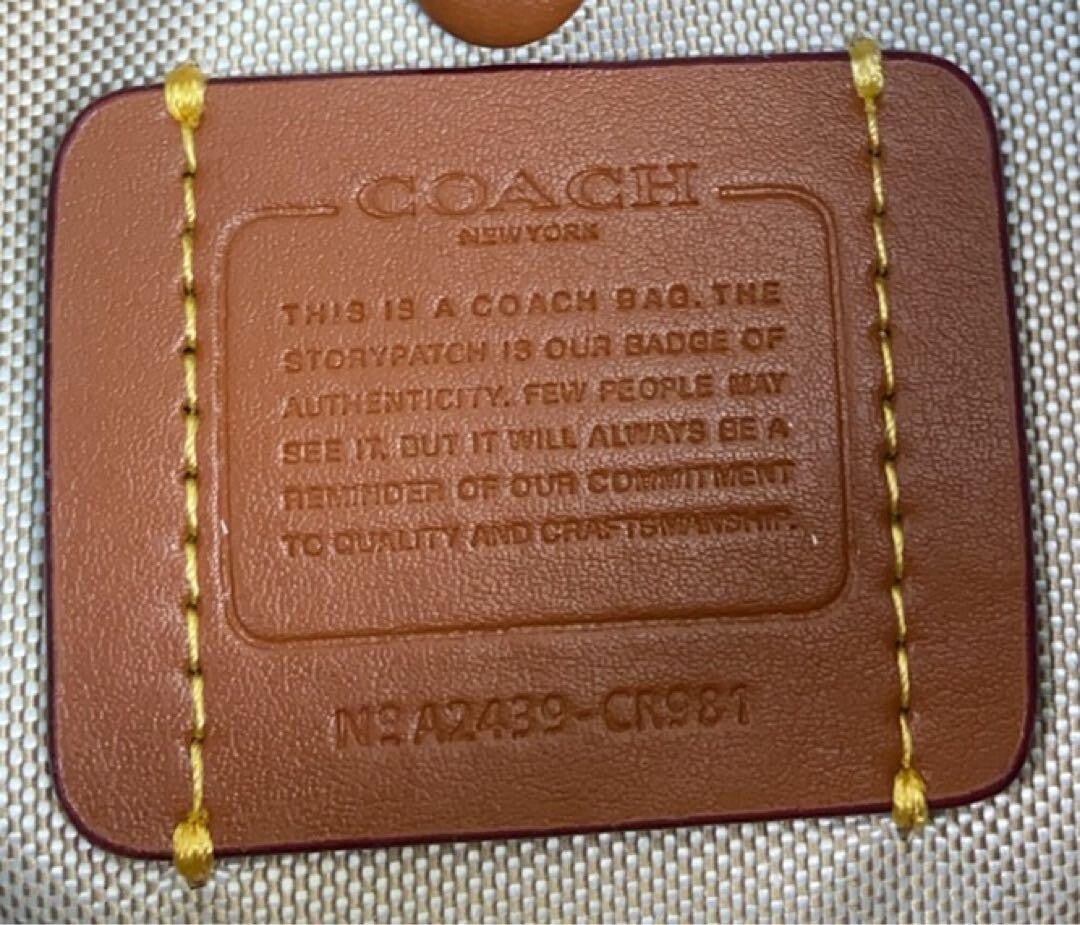 COACH
NEW YORK
THIS IS A COACH BAG. THE
STORYPATCH IS OUR BADGE OF
AUTHENTICITY. FEW PEOPLE MAY
SEE IT. BUT IT WILL ALWAYS BE A
REMINDER OF OUR COMMITMENT
TO QUALITY AND CRAFTSMANSHIP.
Nº A2439-CR981